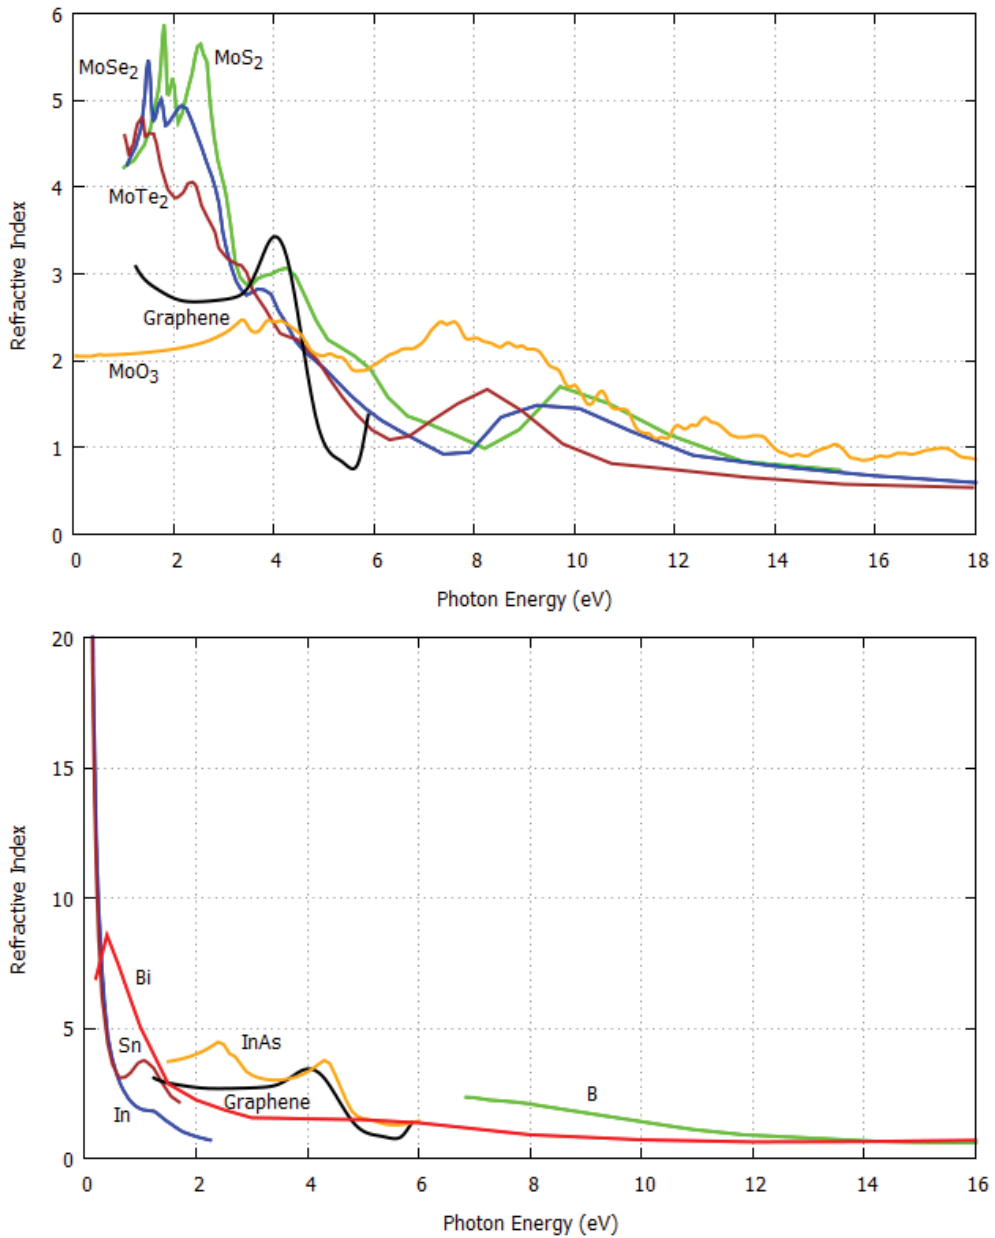 6
MoS2
MoSe2
5
4
MoTe2
3
Graphene
2
MoO3
1
0
Refractive Index
0 2 4 6 8 10 12 14 16 18
Photon Energy (eV)
20
15
10
Bi
5
Sn
InAs
Graphene
B
In
0
Refractive Index
0 2 4 6 8 10 12 14 16
Photon Energy (eV)